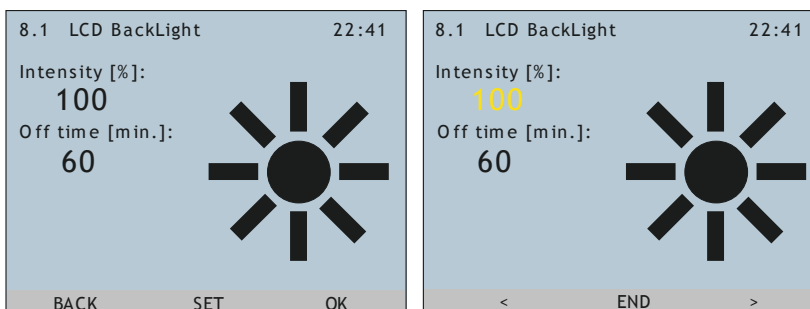 8.1 LCD BackLight 22:41
Intensity [%]:
100
Off time [min.]:
60
BACK SET OK
8.1 LCD BackLight 22:41
Intensity [%]:
100
Off time [min.]:
60
< END >